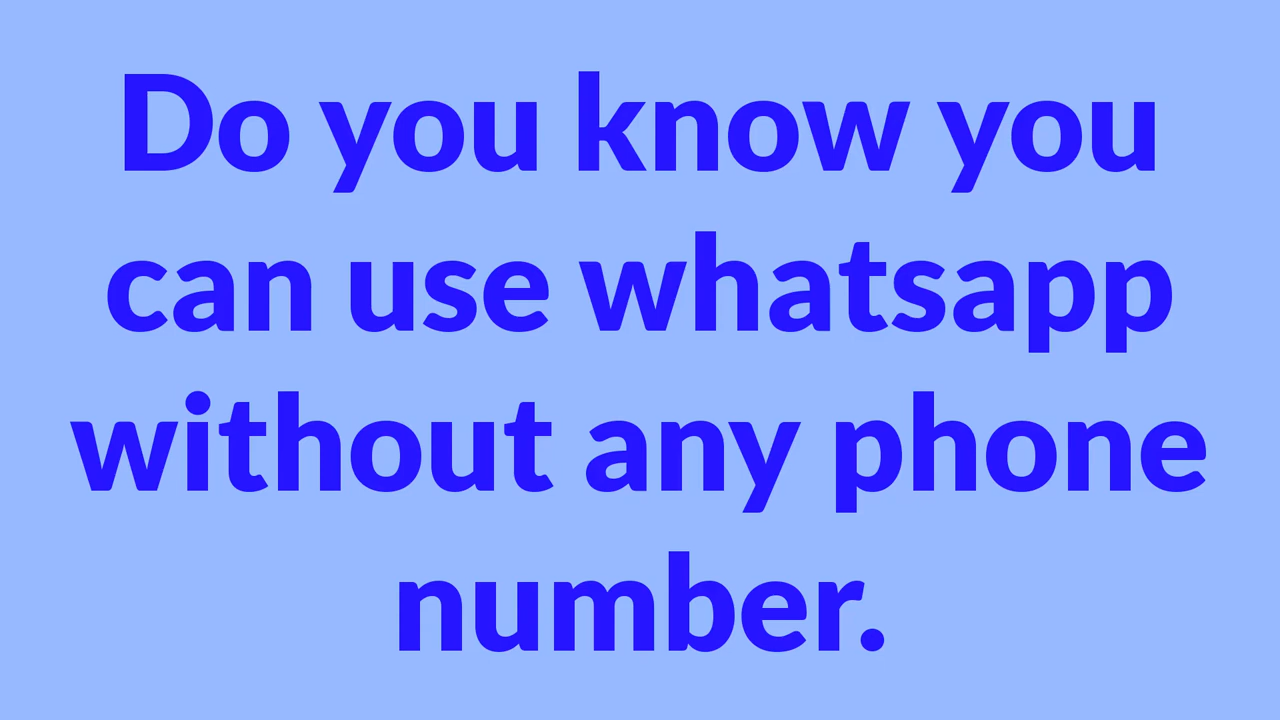 Do you know you
can use whatsapp
without any phone
number.